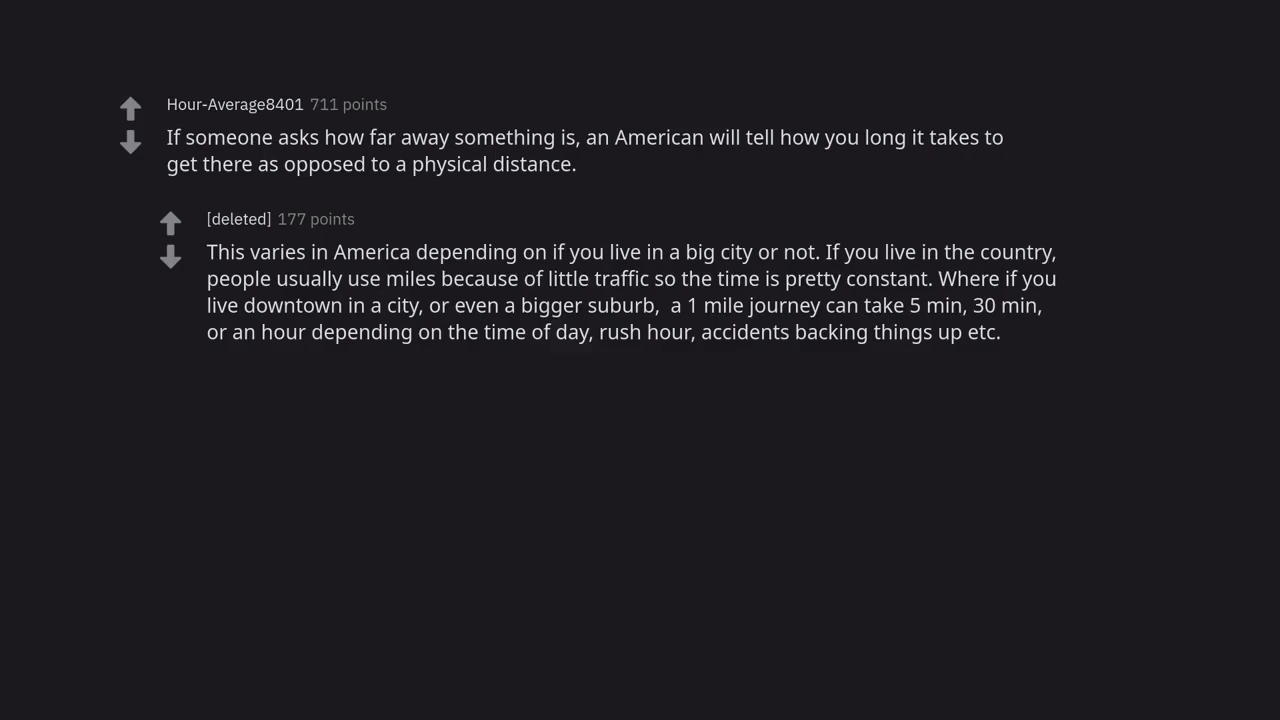 Hour-Average8401 711 points
If someone asks how far away something is, an American will tell how you long it takes to
get there as opposed to a physical distance.
[deleted] 177 points
This varies in America depending on if you live in a big city or not. If you live in the country,
people usually use miles because of little traffic so the time is pretty constant. Where if you
live downtown in a city, or even a bigger suburb,  a 1 mile journey can take 5 min, 30 min,
or an hour depending on the time of day, rush hour, accidents backing things up etc.